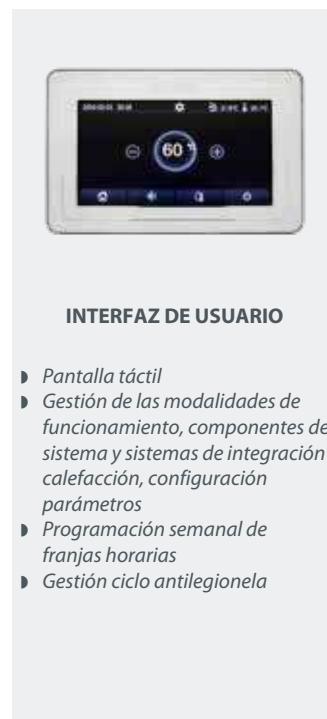 60
INTERFAZ DE USUARIO
Pantalla táctil
Gestión de las modalidades de
funcionamiento, componentes de
sistema y sistemas de integración
calefacción, configuración
parámetros
Programación semanal de
franjas horarias
Gestión ciclo antilegionela